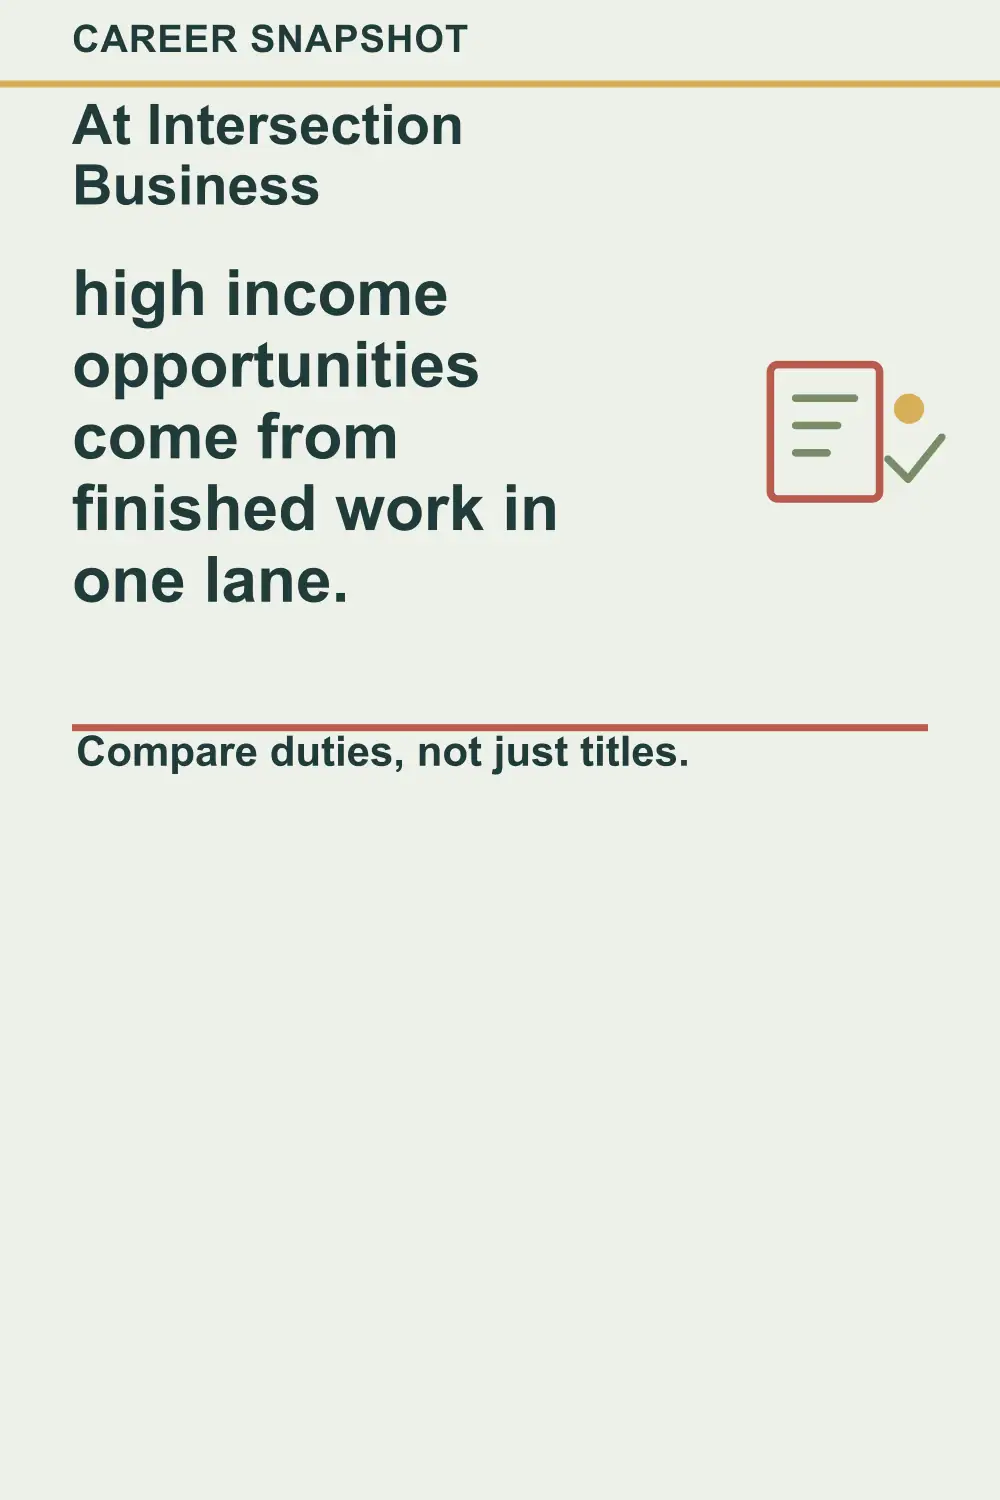 CAREER SNAPSHOT
At Intersection
Business
high income
opportunities
come from
finished work in
one lane.
Compare duties, not just titles.